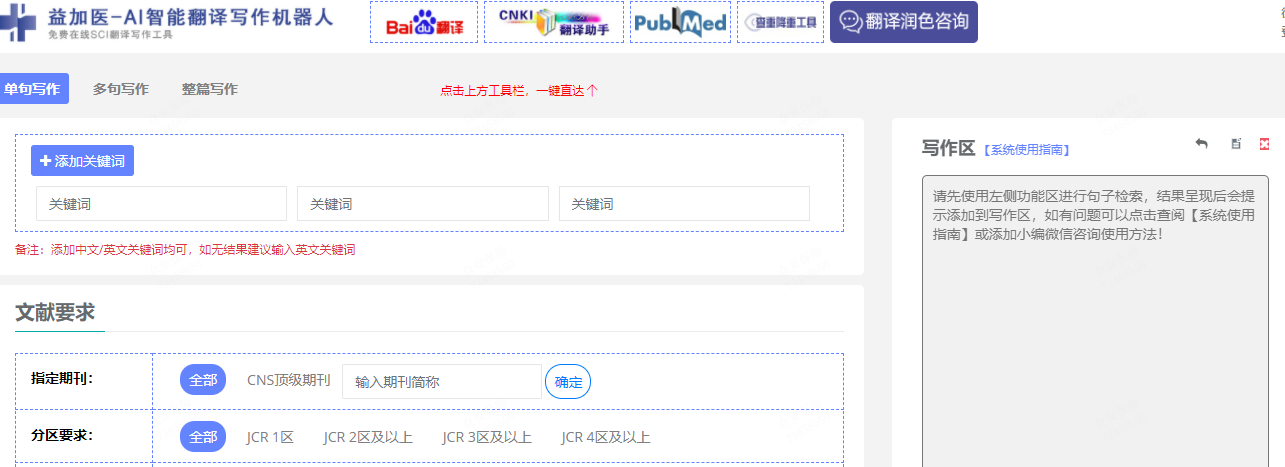 益加医-AI智能翻译写作机器人
免费在线SCI翻译写作工具
Bai du 翻译
CNKI 翻译助手
PubMed
查重降重工具
翻译润色咨询
单句写作 多句写作 整篇写作
点击上方工具栏，一键直达 个
+ 添加关键词
关键词 关键词 关键词
备注：添加中文/英文关键词均可，如无结果建议输入英文关键词
文献要求
指定期刊： 全部 CNS顶级期刊 输入期刊简称 确定
分区要求： 全部 JCR 1区 JCR 2区及以上 JCR 3区及以上 JCR 4区及以上
写作区 【系统使用指南】
请先使用左侧功能区进行句子检索，结果呈现后会提
示添加到写作区，如有问题可以点击查阅【系统使用
指南】或添加小编微信咨询使用方法！